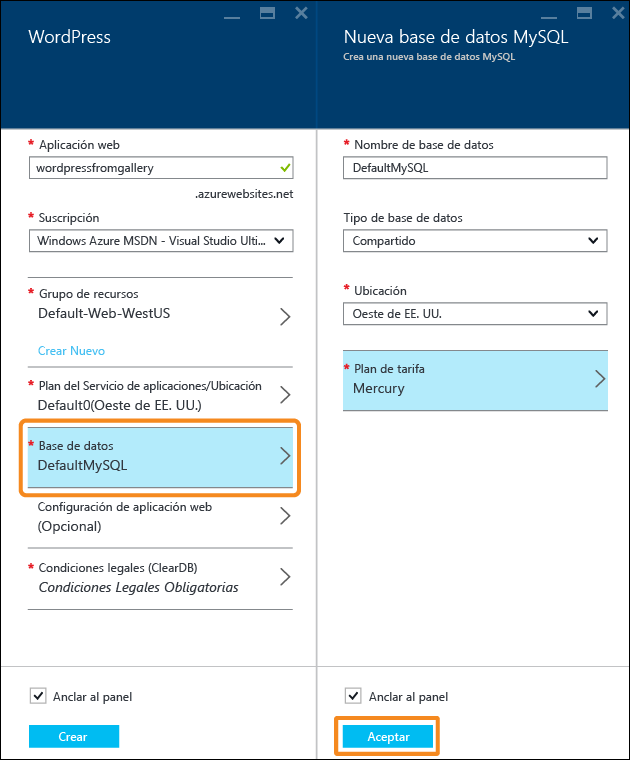 WordPress
* Aplicación web
wordpressfromgallery
.azurewebsites.net
* Suscripción
Windows Azure MSDN - Visual Studio Ulti...
* Grupo de recursos
Default-Web-WestUS
Crear Nuevo
* Plan del Servicio de aplicaciones/Ubicación
Default0(Oeste de EE. UU.)
* Base de datos
DefaultMySQL
Configuración de aplicación web
(Opcional)
* Condiciones legales (ClearDB)
Condiciones Legales Obligatorias
Anclar al panel
Crear
Nueva base de datos MySQL
Crea una nueva base de datos MySQL
* Nombre de base de datos
DefaultMySQL
Tipo de base de datos
Compartido
* Ubicación
Oeste de EE. UU.
* Plan de tarifa
Mercury
Anclar al panel
Aceptar